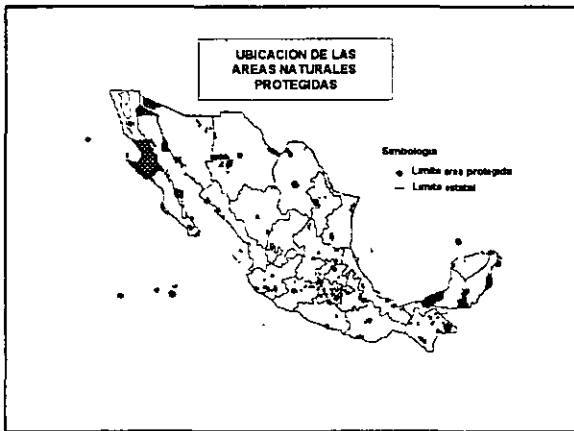 UBICACION DE LAS
AREAS NATURALES
PROTEGIDAS
Simbologia
Limite area protegida
Limite estatal